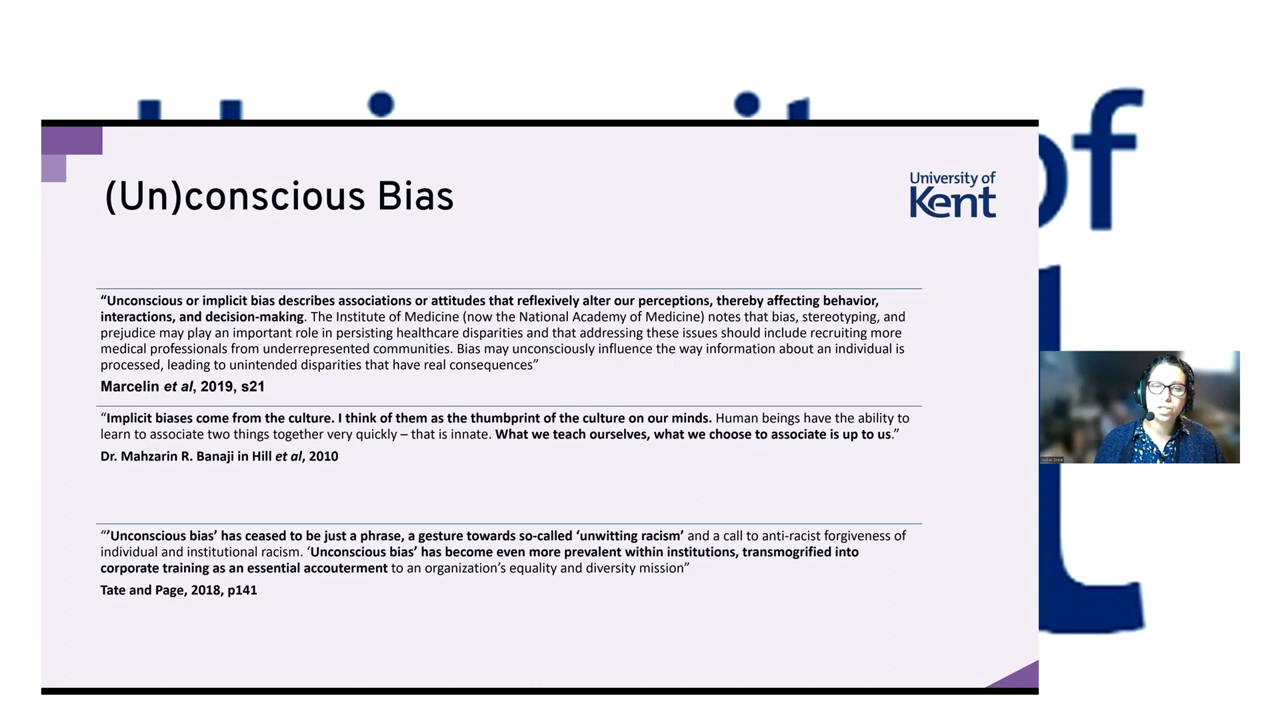 (Un)conscious Bias
University of
Kent
“Unconscious or implicit bias describes associations or attitudes that reflexively alter our perceptions, thereby affecting behavior,
interactions, and decision-making. The Institute of Medicine (now the National Academy of Medicine) notes that bias, stereotyping, and
prejudice may play an important role in persisting healthcare disparities and that addressing these issues should include recruiting more
medical professionals from underrepresented communities. Bias may unconsciously influence the way information about an individual is
processed, leading to unintended disparities that have real consequences”
Marcelin et al, 2019, s21
“Implicit biases come from the culture. I think of them as the thumbprint of the culture on our minds. Human beings have the ability to
learn to associate two things together very quickly – that is innate. What we teach ourselves, what we choose to associate is up to us.”
Dr. Mahzarin R. Banaji in Hill et al, 2010
“’Unconscious bias’ has ceased to be just a phrase, a gesture towards so-called ‘unwitting racism’ and a call to anti-racist forgiveness of
individual and institutional racism. ‘Unconscious bias’ has become even more prevalent within institutions, transmogrified into
corporate training as an essential accouterment to an organization’s equality and diversity mission”
Tate and Page, 2018, p141
of